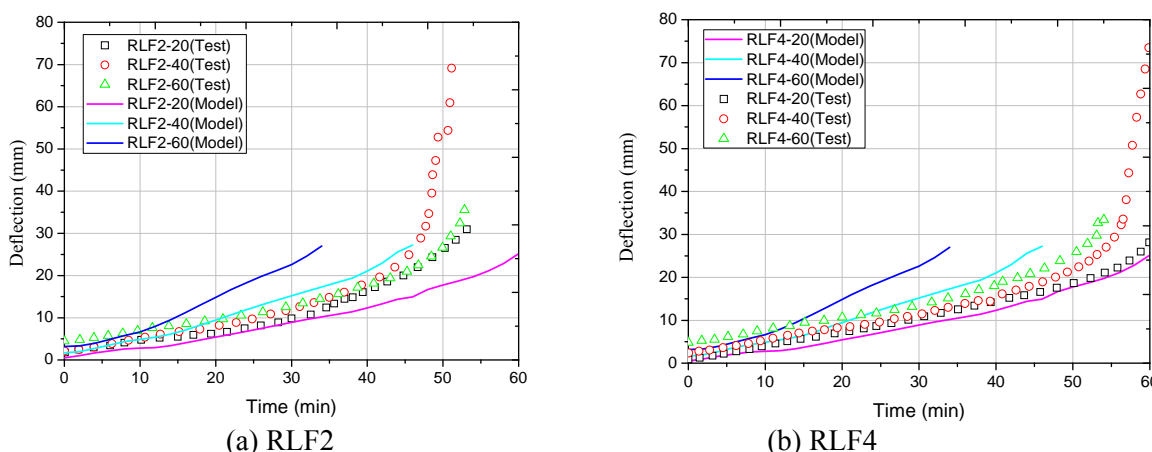 80
70
60
50
40
30
20
10
0
Deflection (mm)
RLF2-20(Test)
RLF2-40(Test)
RLF2-60(Test)
RLF2-20(Model)
RLF2-40(Model)
RLF2-60(Model)
0 10 20 30 40 50 60
Time (min)
(a) RLF2
80
70
60
50
40
30
20
10
0
Deflection (mm)
RLF4-20(Model)
RLF4-40(Model)
RLF4-60(Model)
RLF4-20(Test)
RLF4-40(Test)
RLF4-60(Test)
0 10 20 30 40 50 60
Time (min)
(b) RLF4